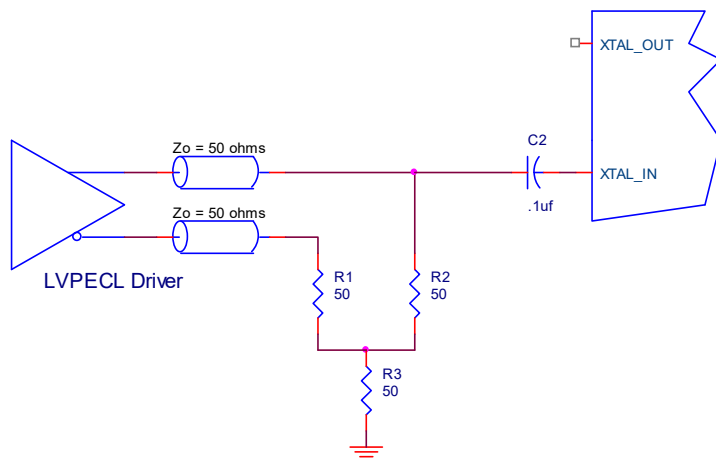 XTAL_OUT
Zo = 50 ohms
C2
XTAL_IN
.1uf
Zo = 50 ohms
LVPECL Driver
R1
50
R2
50
R3
50